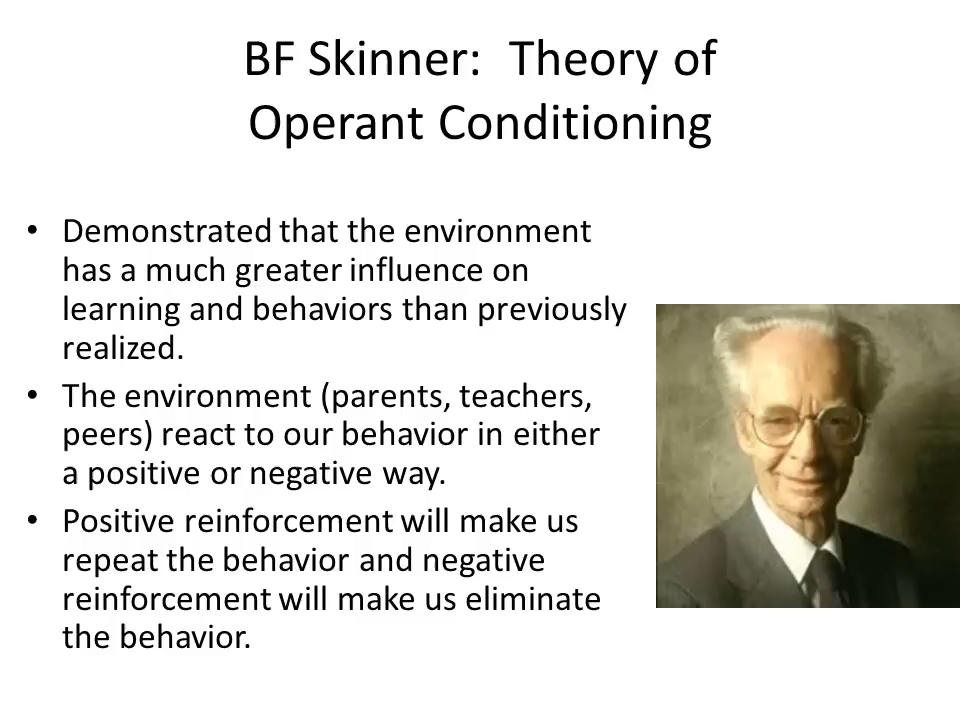 BF Skinner:  Theory of
Operant Conditioning
• Demonstrated that the environment
has a much greater influence on
learning and behaviors than previously
realized.
• The environment (parents, teachers,
peers) react to our behavior in either
a positive or negative way.
• Positive reinforcement will make us
repeat the behavior and negative
reinforcement will make us eliminate
the behavior.